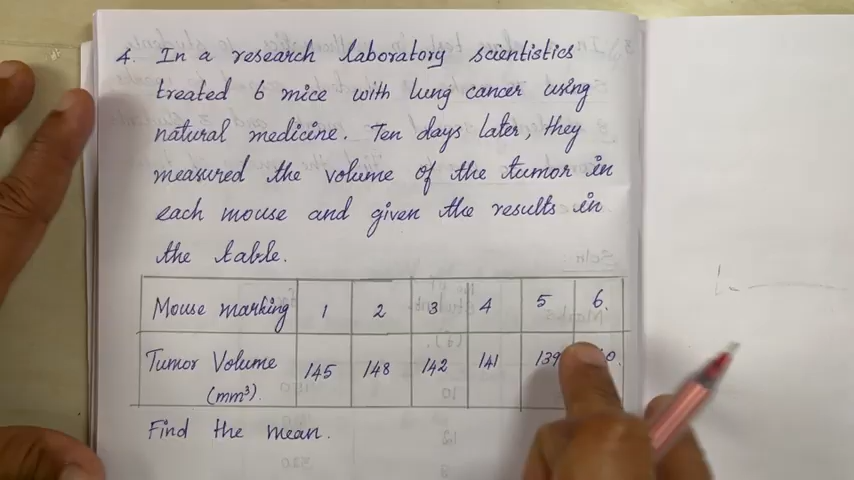 4. In a research laboratory scientistics
treated 6 mice with lung cancer using
natural medicine. Ten days later, they
measured the volume of the tumor in
each mouse and given the results in
the table.
Mouse marking 1 2 3 4 5 6.
Tumor Volume 145 148 142 141 139
(mm³).
Find the mean.